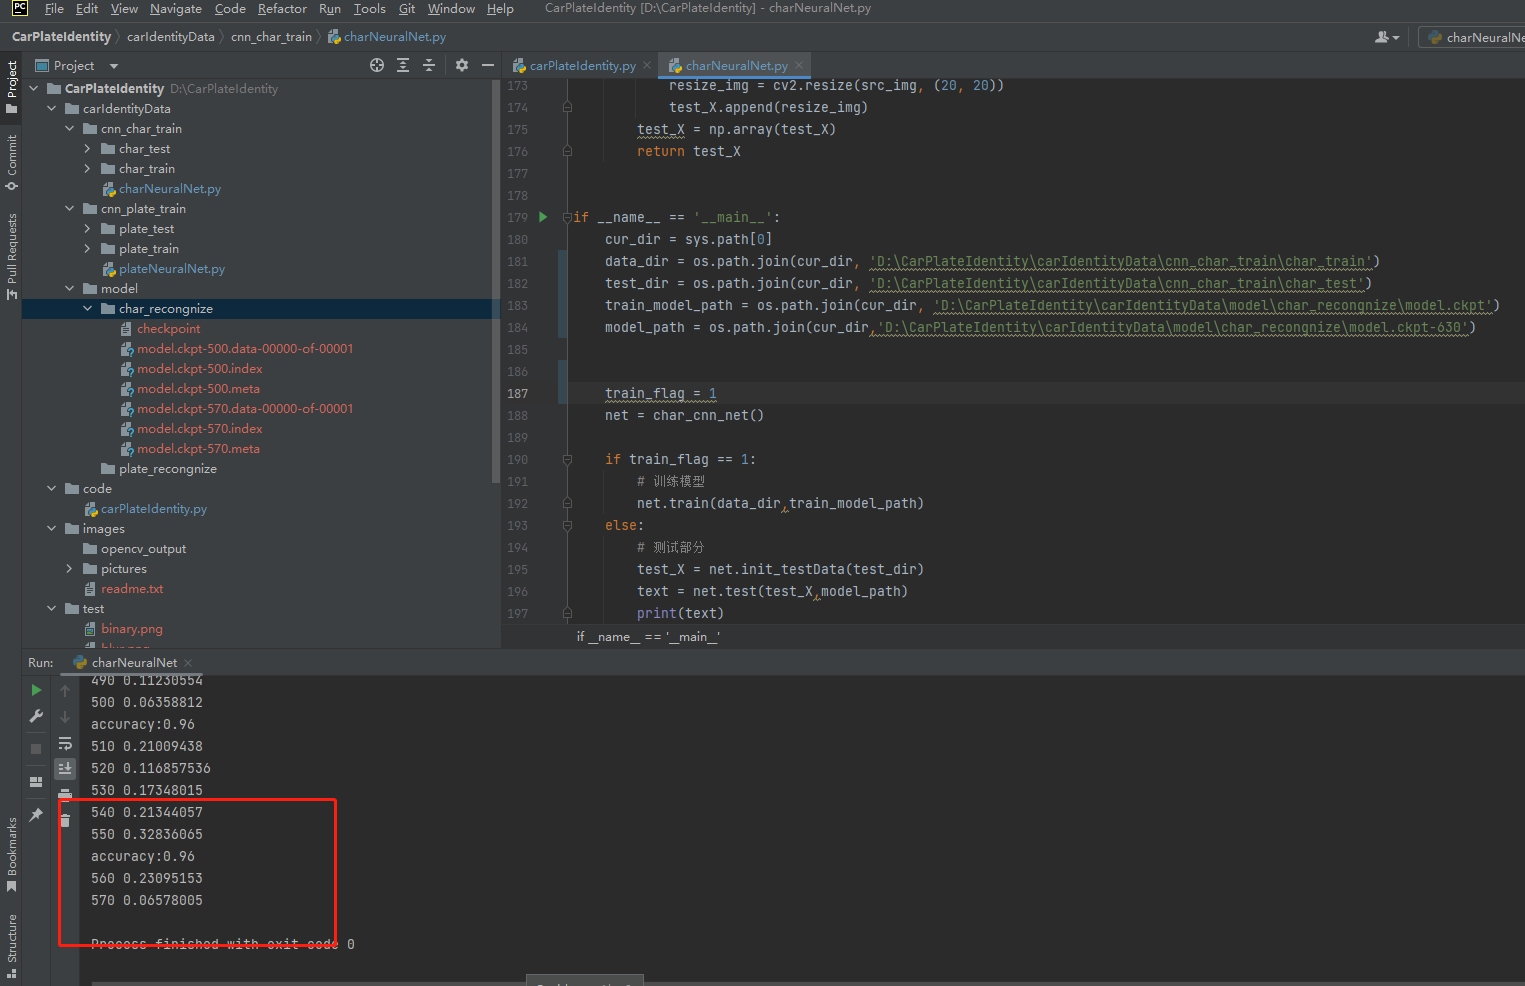 PC File Edit View Navigate Code Refactor Run Tools Git Window Help CarPlateIdentity [D:\CarPlateIdentity] - charNeuralNet.py
CarPlateIdentity carIdentityData cnn_char_train charNeuralNet.py
charNeuralNe
Project
Commit
Pull Requests
Bookmarks
Structure
Project
CarPlateIdentity D:\CarPlateIdentity
carIdentityData
cnn_char_train
char_test
char_train
charNeuralNet.py
cnn_plate_train
plate_test
plate_train
plateNeuralNet.py
model
char_recongnize
checkpoint
model.ckpt-500.data-00000-of-00001
model.ckpt-500.index
model.ckpt-500.meta
model.ckpt-570.data-00000-of-00001
model.ckpt-570.index
model.ckpt-570.meta
plate_recongnize
code
carPlateIdentity.py
images
opencv_output
pictures
readme.txt
test
binary.png
carPlateIdentity.py charNeuralNet.py
173 resize_img = cv2.resize(src_img, (20, 20))
174 test_X.append(resize_img)
175 test_X = np.array(test_X)
176 return test_X
177
178
179 if __name__ == '__main__':
180 cur_dir = sys.path[0]
181 data_dir = os.path.join(cur_dir, 'D:\CarPlateIdentity\carIdentityData\cnn_char_train\char_train')
182 test_dir = os.path.join(cur_dir, 'D:\CarPlateIdentity\carIdentityData\cnn_char_train\char_test')
183 train_model_path = os.path.join(cur_dir, 'D:\CarPlateIdentity\carIdentityData\model\char_recongnize\model.ckpt')
184 model_path = os.path.join(cur_dir,'D:\CarPlateIdentity\carIdentityData\model\char_recongnize\model.ckpt-630')
185
186
187 train_flag = 1
188 net = char_cnn_net()
189
190 if train_flag == 1:
191 # 训练模型
192 net.train(data_dir,train_model_path)
193 else:
194 # 测试部分
195 test_X = net.init_testData(test_dir)
196 text = net.test(test_X,model_path)
197 print(text)
if __name__ == '__main__'
Run: charNeuralNet
490 0.11230554
500 0.06358812
accuracy:0.96
510 0.21009438
520 0.116857536
530 0.17348015
540 0.21344057
550 0.32836065
accuracy:0.96
560 0.23095153
570 0.06578005
Process finished with exit code 0